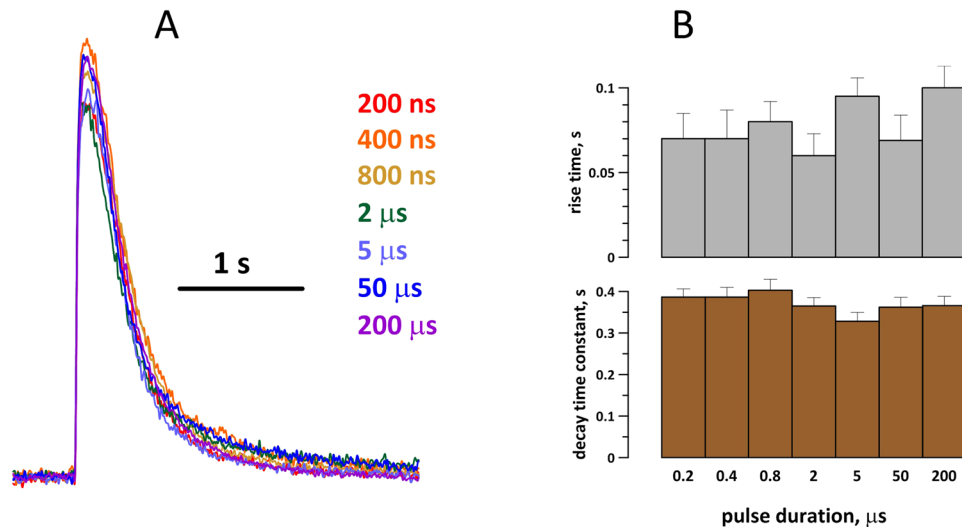 A
200 ns
400 ns
800 ns
2 μs
5 μs
50 μs
200 μs
1 s
B
rise time, s
0.1
0.05
0
decay time constant, s
0.4
0.3
0.2
0.1
0
0.2 0.4 0.8 2 5 50 200
pulse duration, μs